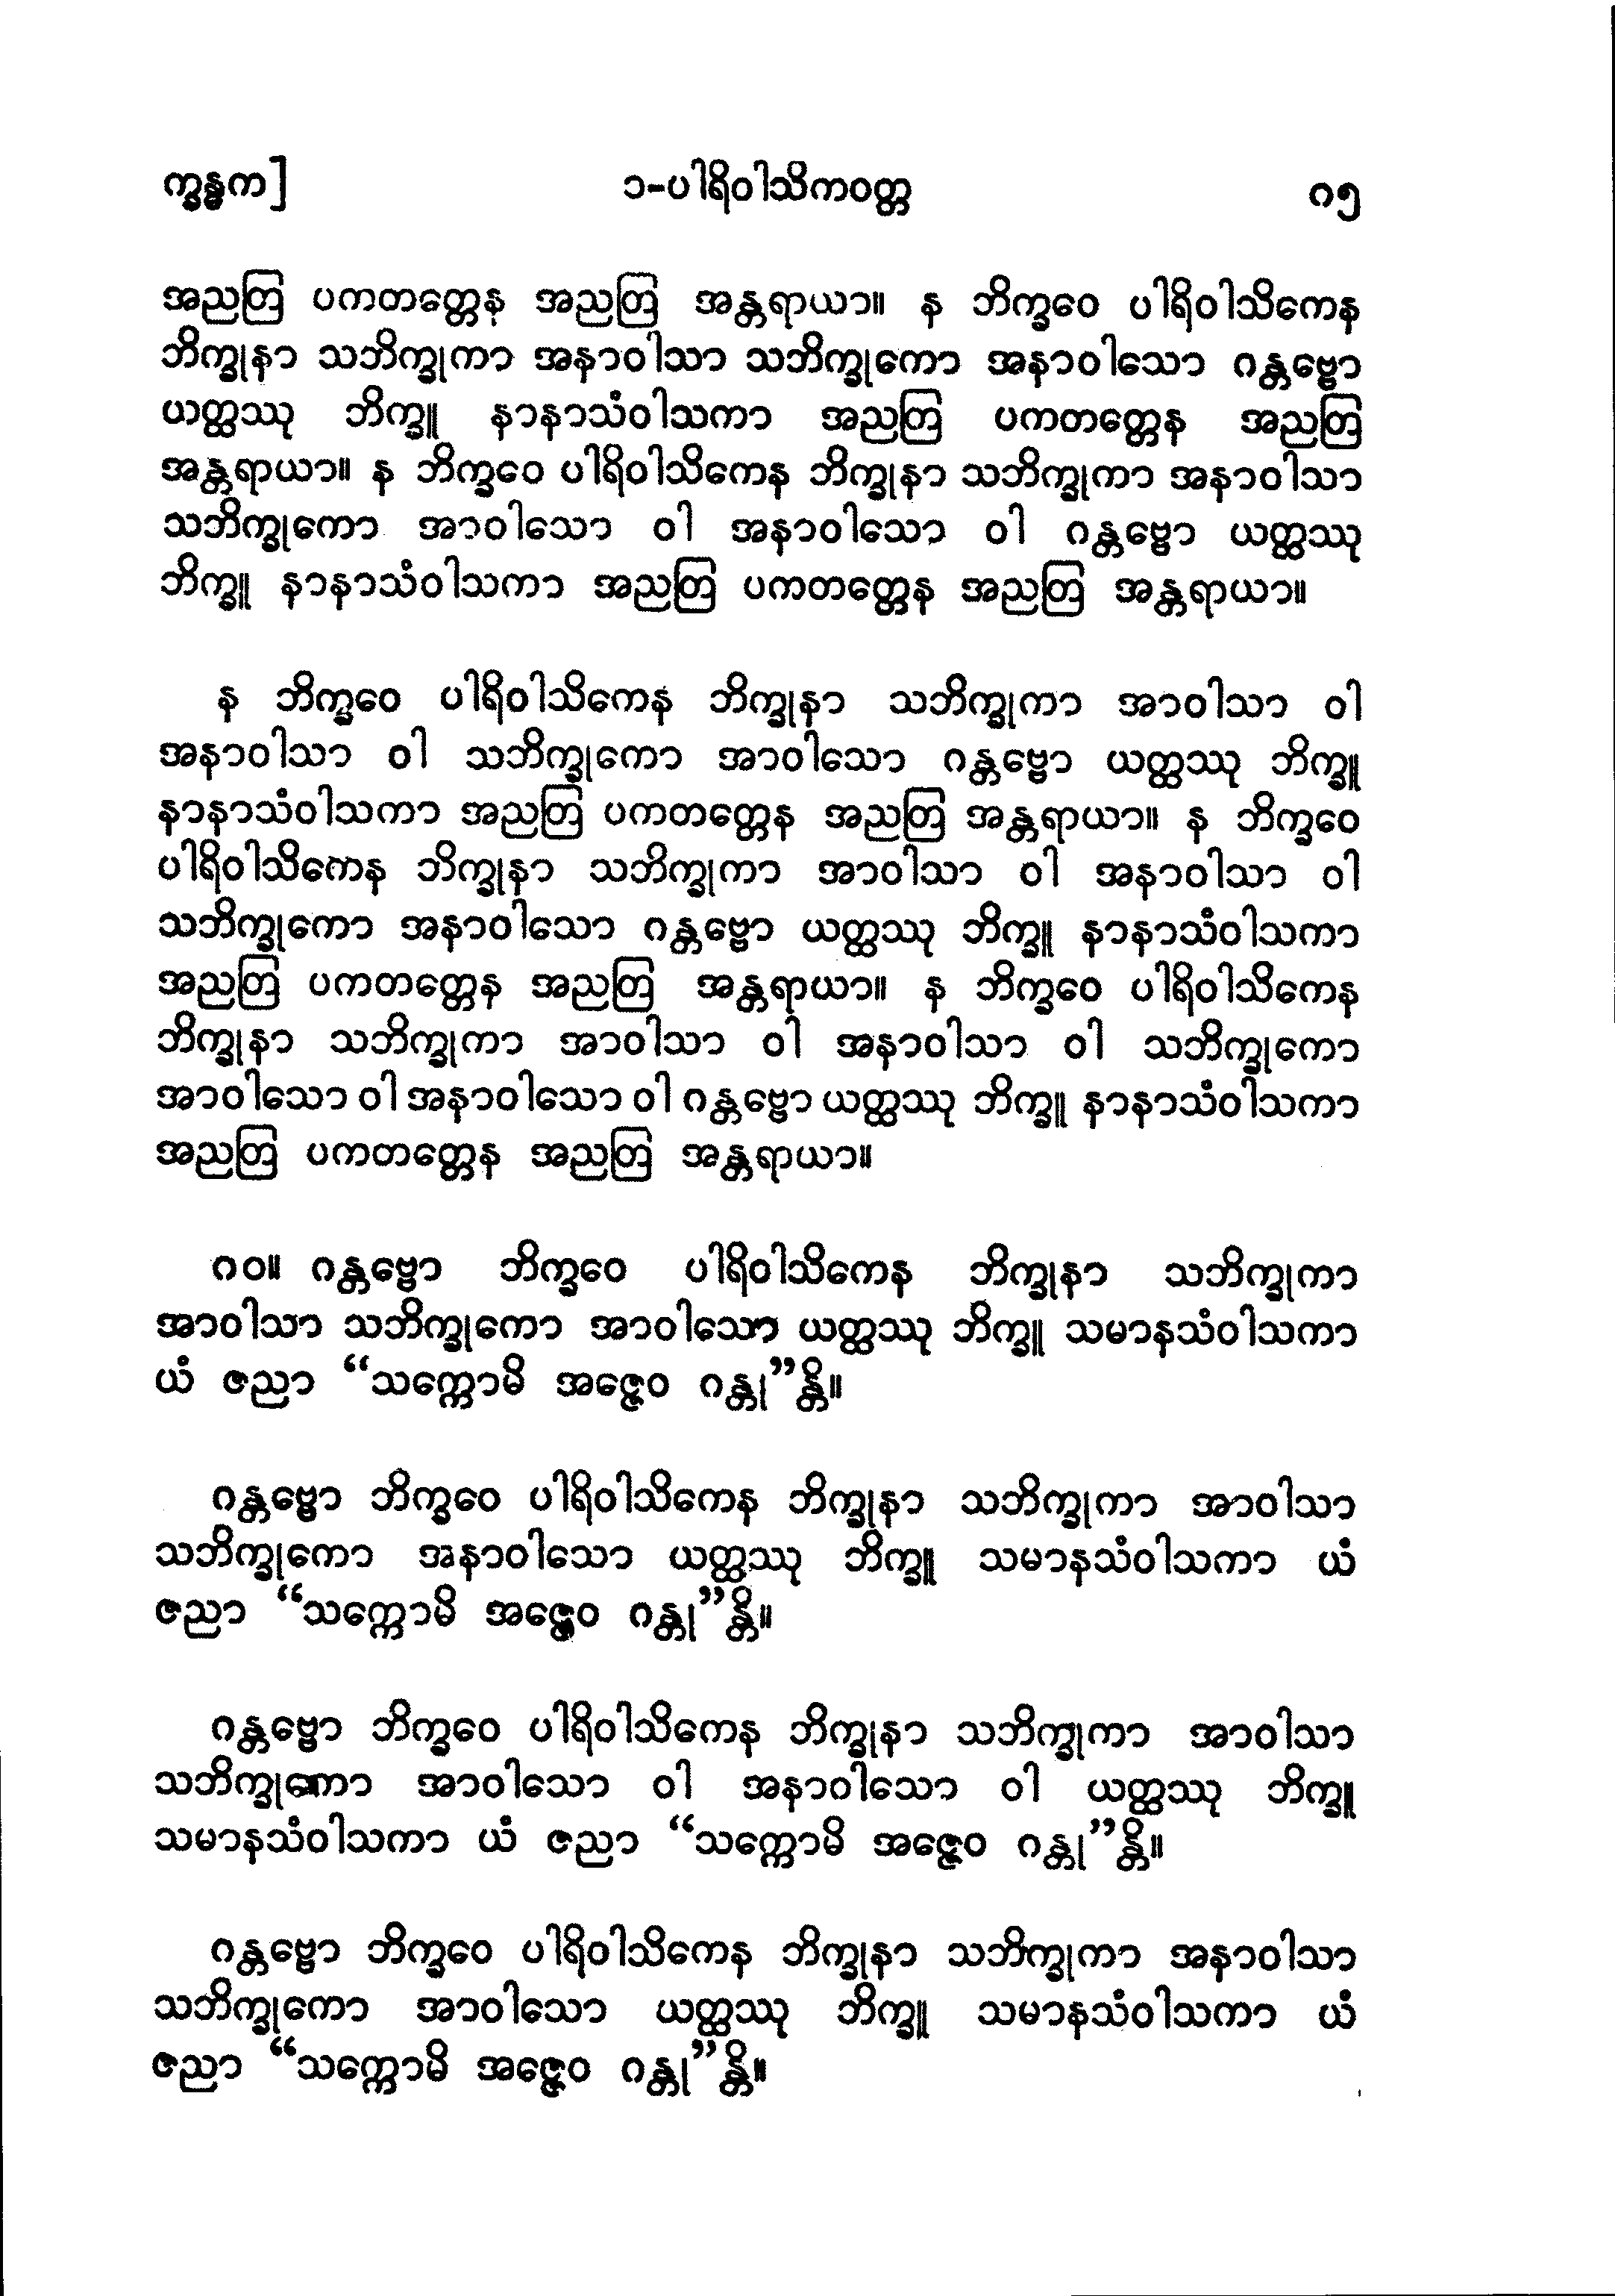 က္ခန္ဓက]
၁-ပါရိဝါသိကဝတ္တ
၈၅
အညတြ ပကတတ္တေန အညတြ အန္တရာယာ။ န ဘိက္ခဝေ ပါရိဝါသိကေန
ဘိက္ခုနာ သဘိက္ခုကာ အနာဝါသာ သဘိက္ခုကော အနာဝါသော ဂန္တဗ္ဗော
ယတ္ထဿု ဘိက္ခူ နာနာသံဝါသကာ အညတြ ပကတတ္တေန အညတြ
အန္တရာယာ။ န ဘိက္ခဝေ ပါရိဝါသိကေန ဘိက္ခုနာ သဘိက္ခုကာ အနာဝါသာ
သဘိက္ခုကော အာဝါသော ဝါ အနာဝါသော ဝါ ဂန္တဗ္ဗော ယတ္ထဿု
ဘိက္ခူ နာနာသံဝါသကာ အညတြ ပကတတ္တေန အညတြ အန္တရာယာ။
န ဘိက္ခဝေ ပါရိဝါသိကေန ဘိက္ခုနာ သဘိက္ခုကာ အာဝါသာ ဝါ
အနာဝါသာ ဝါ သဘိက္ခုကော အာဝါသော ဂန္တဗ္ဗော ယတ္ထဿု ဘိက္ခူ
နာနာသံဝါသကာ အညတြ ပကတတ္တေန အညတြ အန္တရာယာ။ န ဘိက္ခဝေ
ပါရိဝါသိကေန ဘိက္ခုနာ သဘိက္ခုကာ အာဝါသာ ဝါ အနာဝါသာ ဝါ
သဘိက္ခုကော အနာဝါသော ဂန္တဗ္ဗော ယတ္ထဿု ဘိက္ခူ နာနာသံဝါသကာ
အညတြ ပကတတ္တေန အညတြ အန္တရာယာ။ န ဘိက္ခဝေ ပါရိဝါသိကေန
ဘိက္ခုနာ သဘိက္ခုကာ အာဝါသာ ဝါ အနာဝါသာ ဝါ သဘိက္ခုကော
အာဝါသော ဝါ အနာဝါသော ဝါ ဂန္တဗ္ဗော ယတ္ထဿု ဘိက္ခူ နာနာသံဝါသကာ
အညတြ ပကတတ္တေန အညတြ အန္တရာယာ။
၈၀။ ဂန္တဗ္ဗော ဘိက္ခဝေ ပါရိဝါသိကေန ဘိက္ခုနာ သဘိက္ခုကာ
အာဝါသာ သဘိက္ခုကော အာဝါသော ယတ္ထဿု ဘိက္ခူ သမာနသံဝါသကာ
ယံ ဇညာ “သက္ကောမိ အဇ္ဇေဝ ဂန္တု”န္တိ။
ဂန္တဗ္ဗော ဘိက္ခဝေ ပါရိဝါသိကေန ဘိက္ခုနာ သဘိက္ခုကာ အာဝါသာ
သဘိက္ခုကော အနာဝါသော ယတ္ထဿု ဘိက္ခူ သမာနသံဝါသကာ ယံ
ဇညာ “သက္ကောမိ အဇ္ဇေဝ ဂန္တု”န္တိ။
ဂန္တဗ္ဗော ဘိက္ခဝေ ပါရိဝါသိကေန ဘိက္ခုနာ သဘိက္ခုကာ အာဝါသာ
သဘိက္ခုကော အာဝါသော ဝါ အနာဝါသော ဝါ ယတ္ထဿု ဘိက္ခူ
သမာနသံဝါသကာ ယံ ဇညာ “သက္ကောမိ အဇ္ဇေဝ ဂန္တု”န္တိ။
ဂန္တဗ္ဗော ဘိက္ခဝေ ပါရိဝါသိကေန ဘိက္ခုနာ သဘိက္ခုကာ အနာဝါသာ
သဘိက္ခုကော အာဝါသော ယတ္ထဿု ဘိက္ခူ သမာနသံဝါသကာ ယံ
ဇညာ “သက္ကောမိ အဇ္ဇေဝ ဂန္တု”န္တိ။